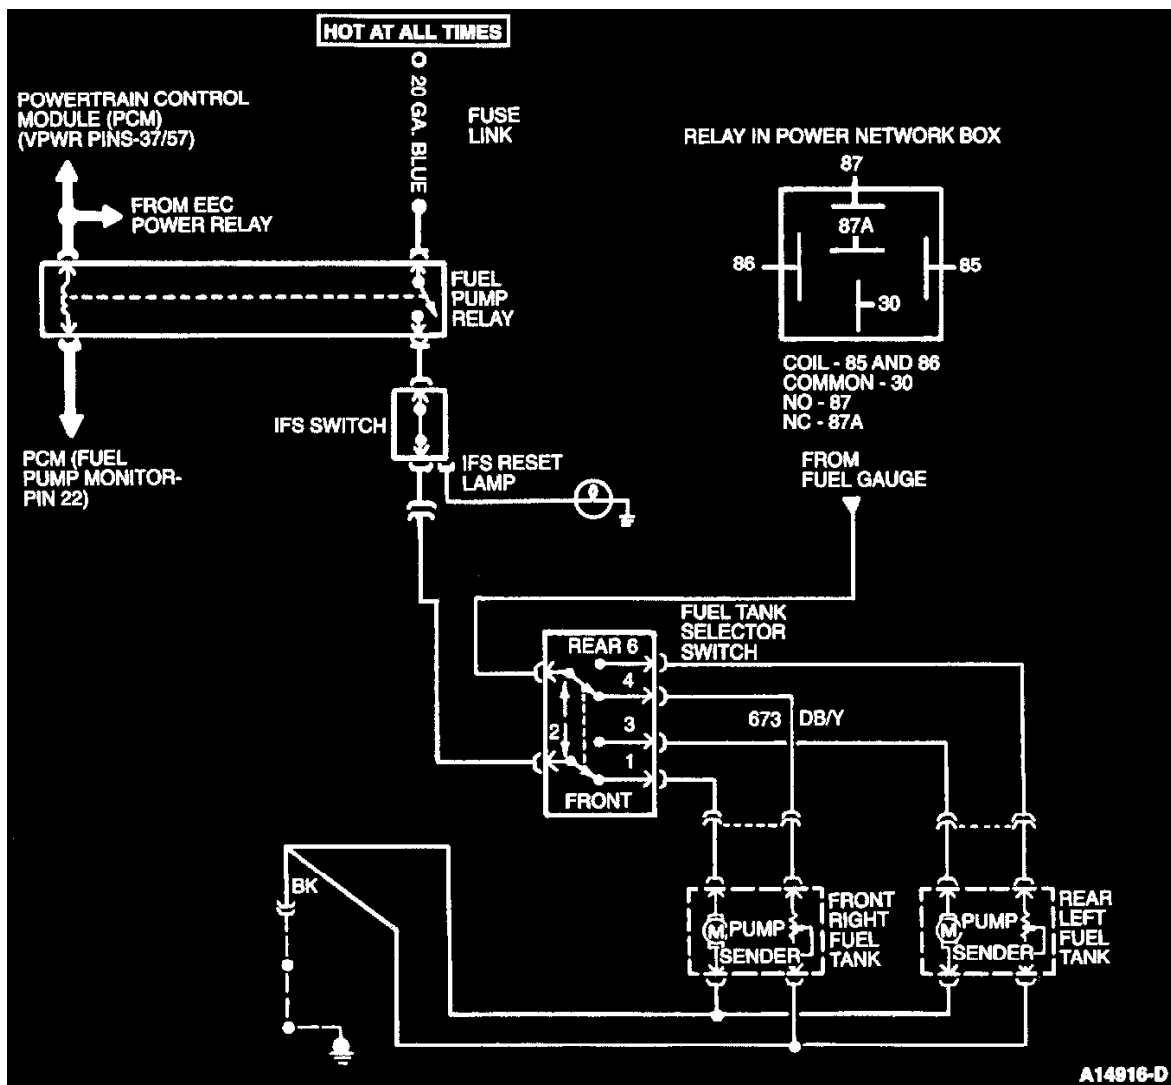 HOT AT ALL TIMES
20 GA. BLUE
FUSE
LINK
POWERTRAIN CONTROL
MODULE (PCM)
(VPWR PINS-37/57)
FROM EEC
POWER RELAY
FUEL
PUMP
RELAY
RELAY IN POWER NETWORK BOX
87
87A
86
85
30
COIL - 85 AND 86
COMMON - 30
NO - 87
NC - 87A
IFS SWITCH
PCM (FUEL
PUMP MONITOR-
PIN 22)
IFS RESET
LAMP
FROM
FUEL GAUGE
FUEL TANK
SELECTOR
SWITCH
REAR 6
4
2
3
1
FRONT
673 DB/Y
BK
M PUMP
SENDER
FRONT
RIGHT
FUEL
TANK
M PUMP
SENDER
REAR
LEFT
FUEL
TANK
A14916-D